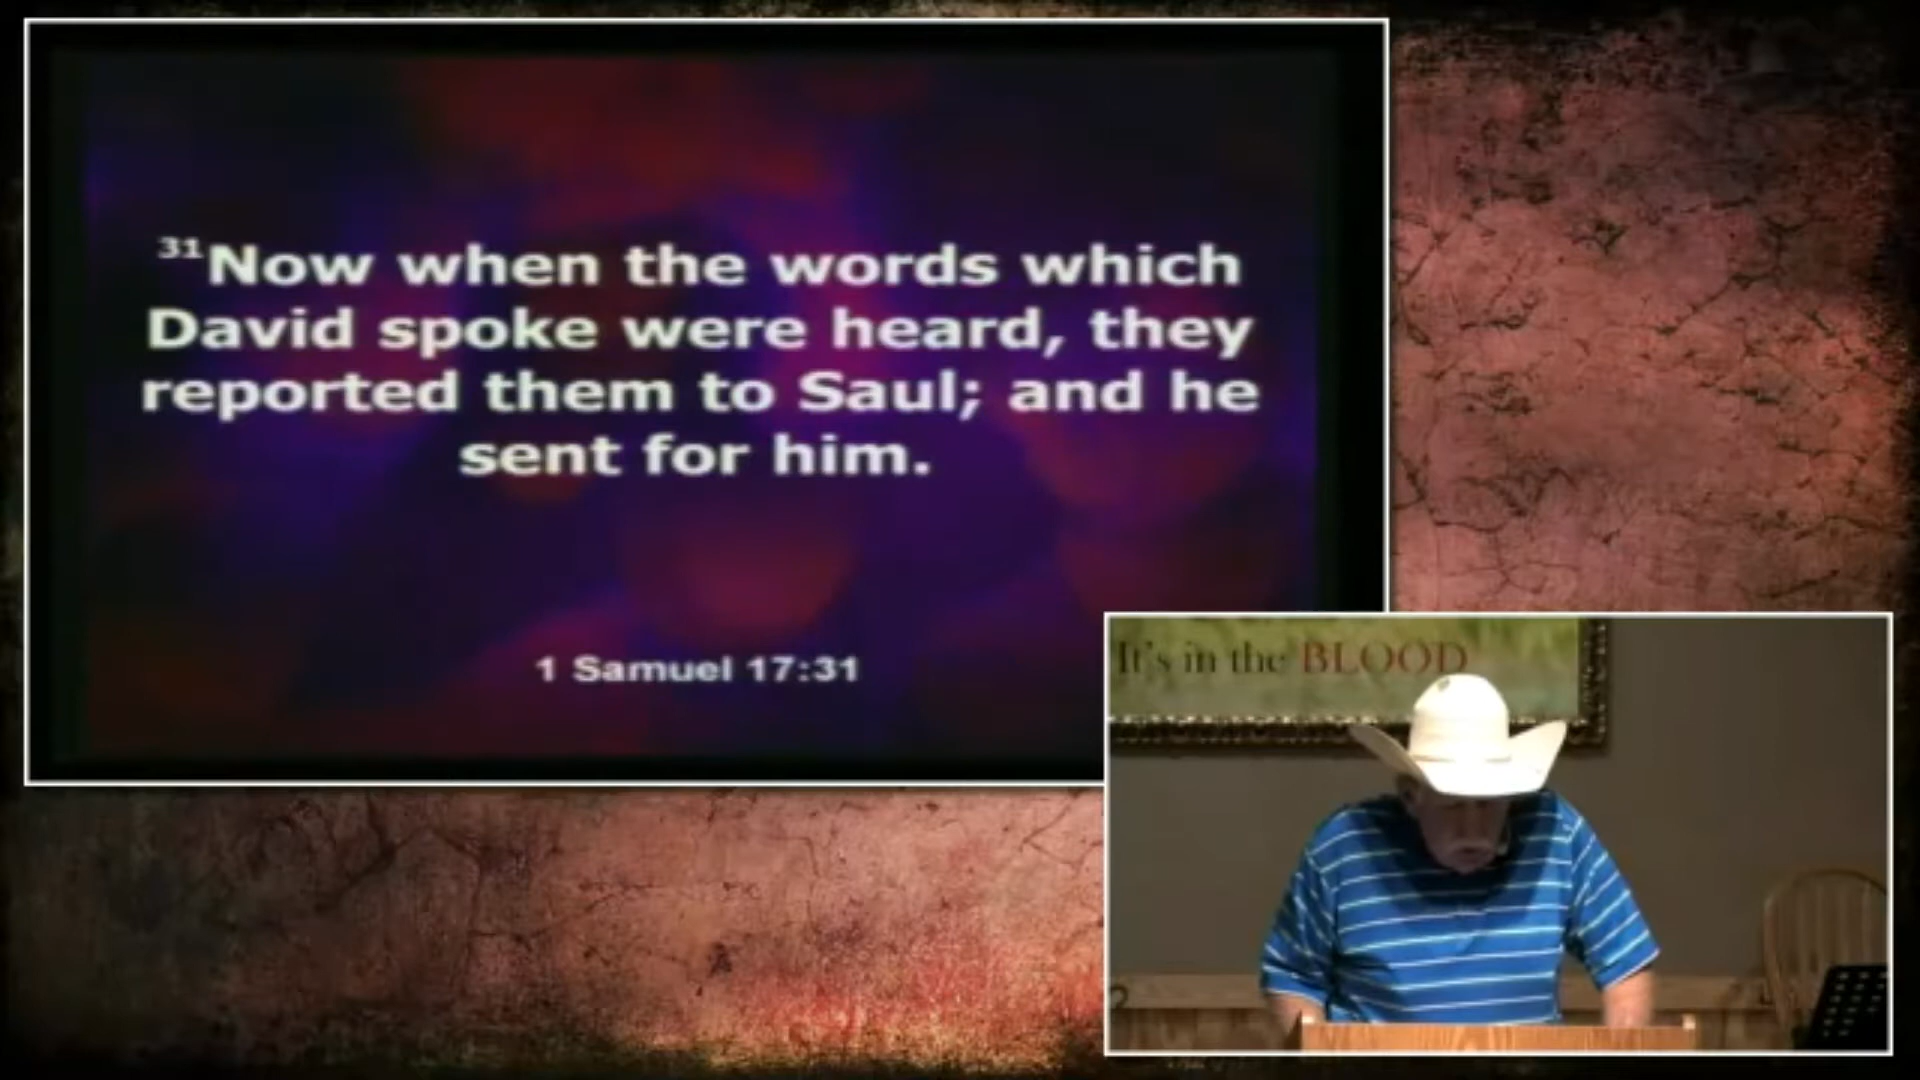 ³¹Now when the words which
David spoke were heard, they
reported them to Saul; and he
sent for him.
1 Samuel 17:31
It's in the BLOOD